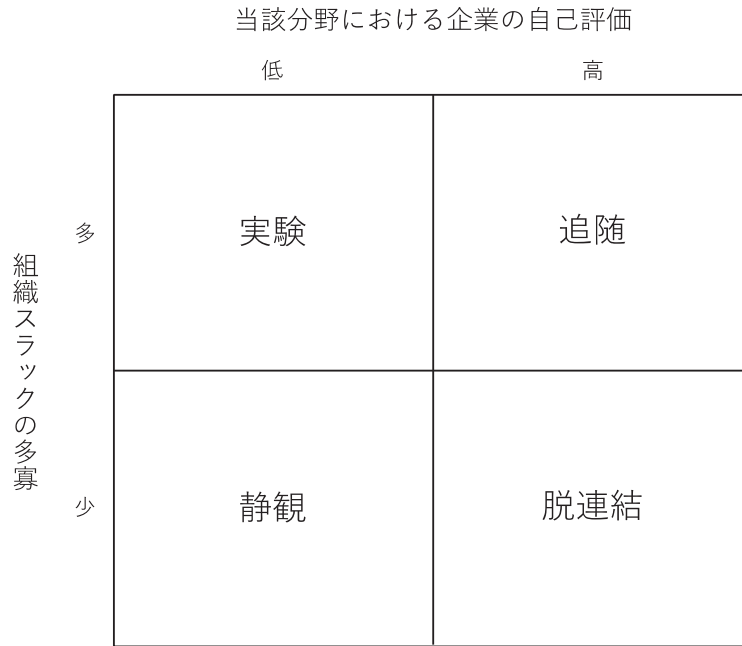 当該分野における企業の自己評価
低
高
組織スラックの多寡
多
実験
追随
少
静観
脱連結